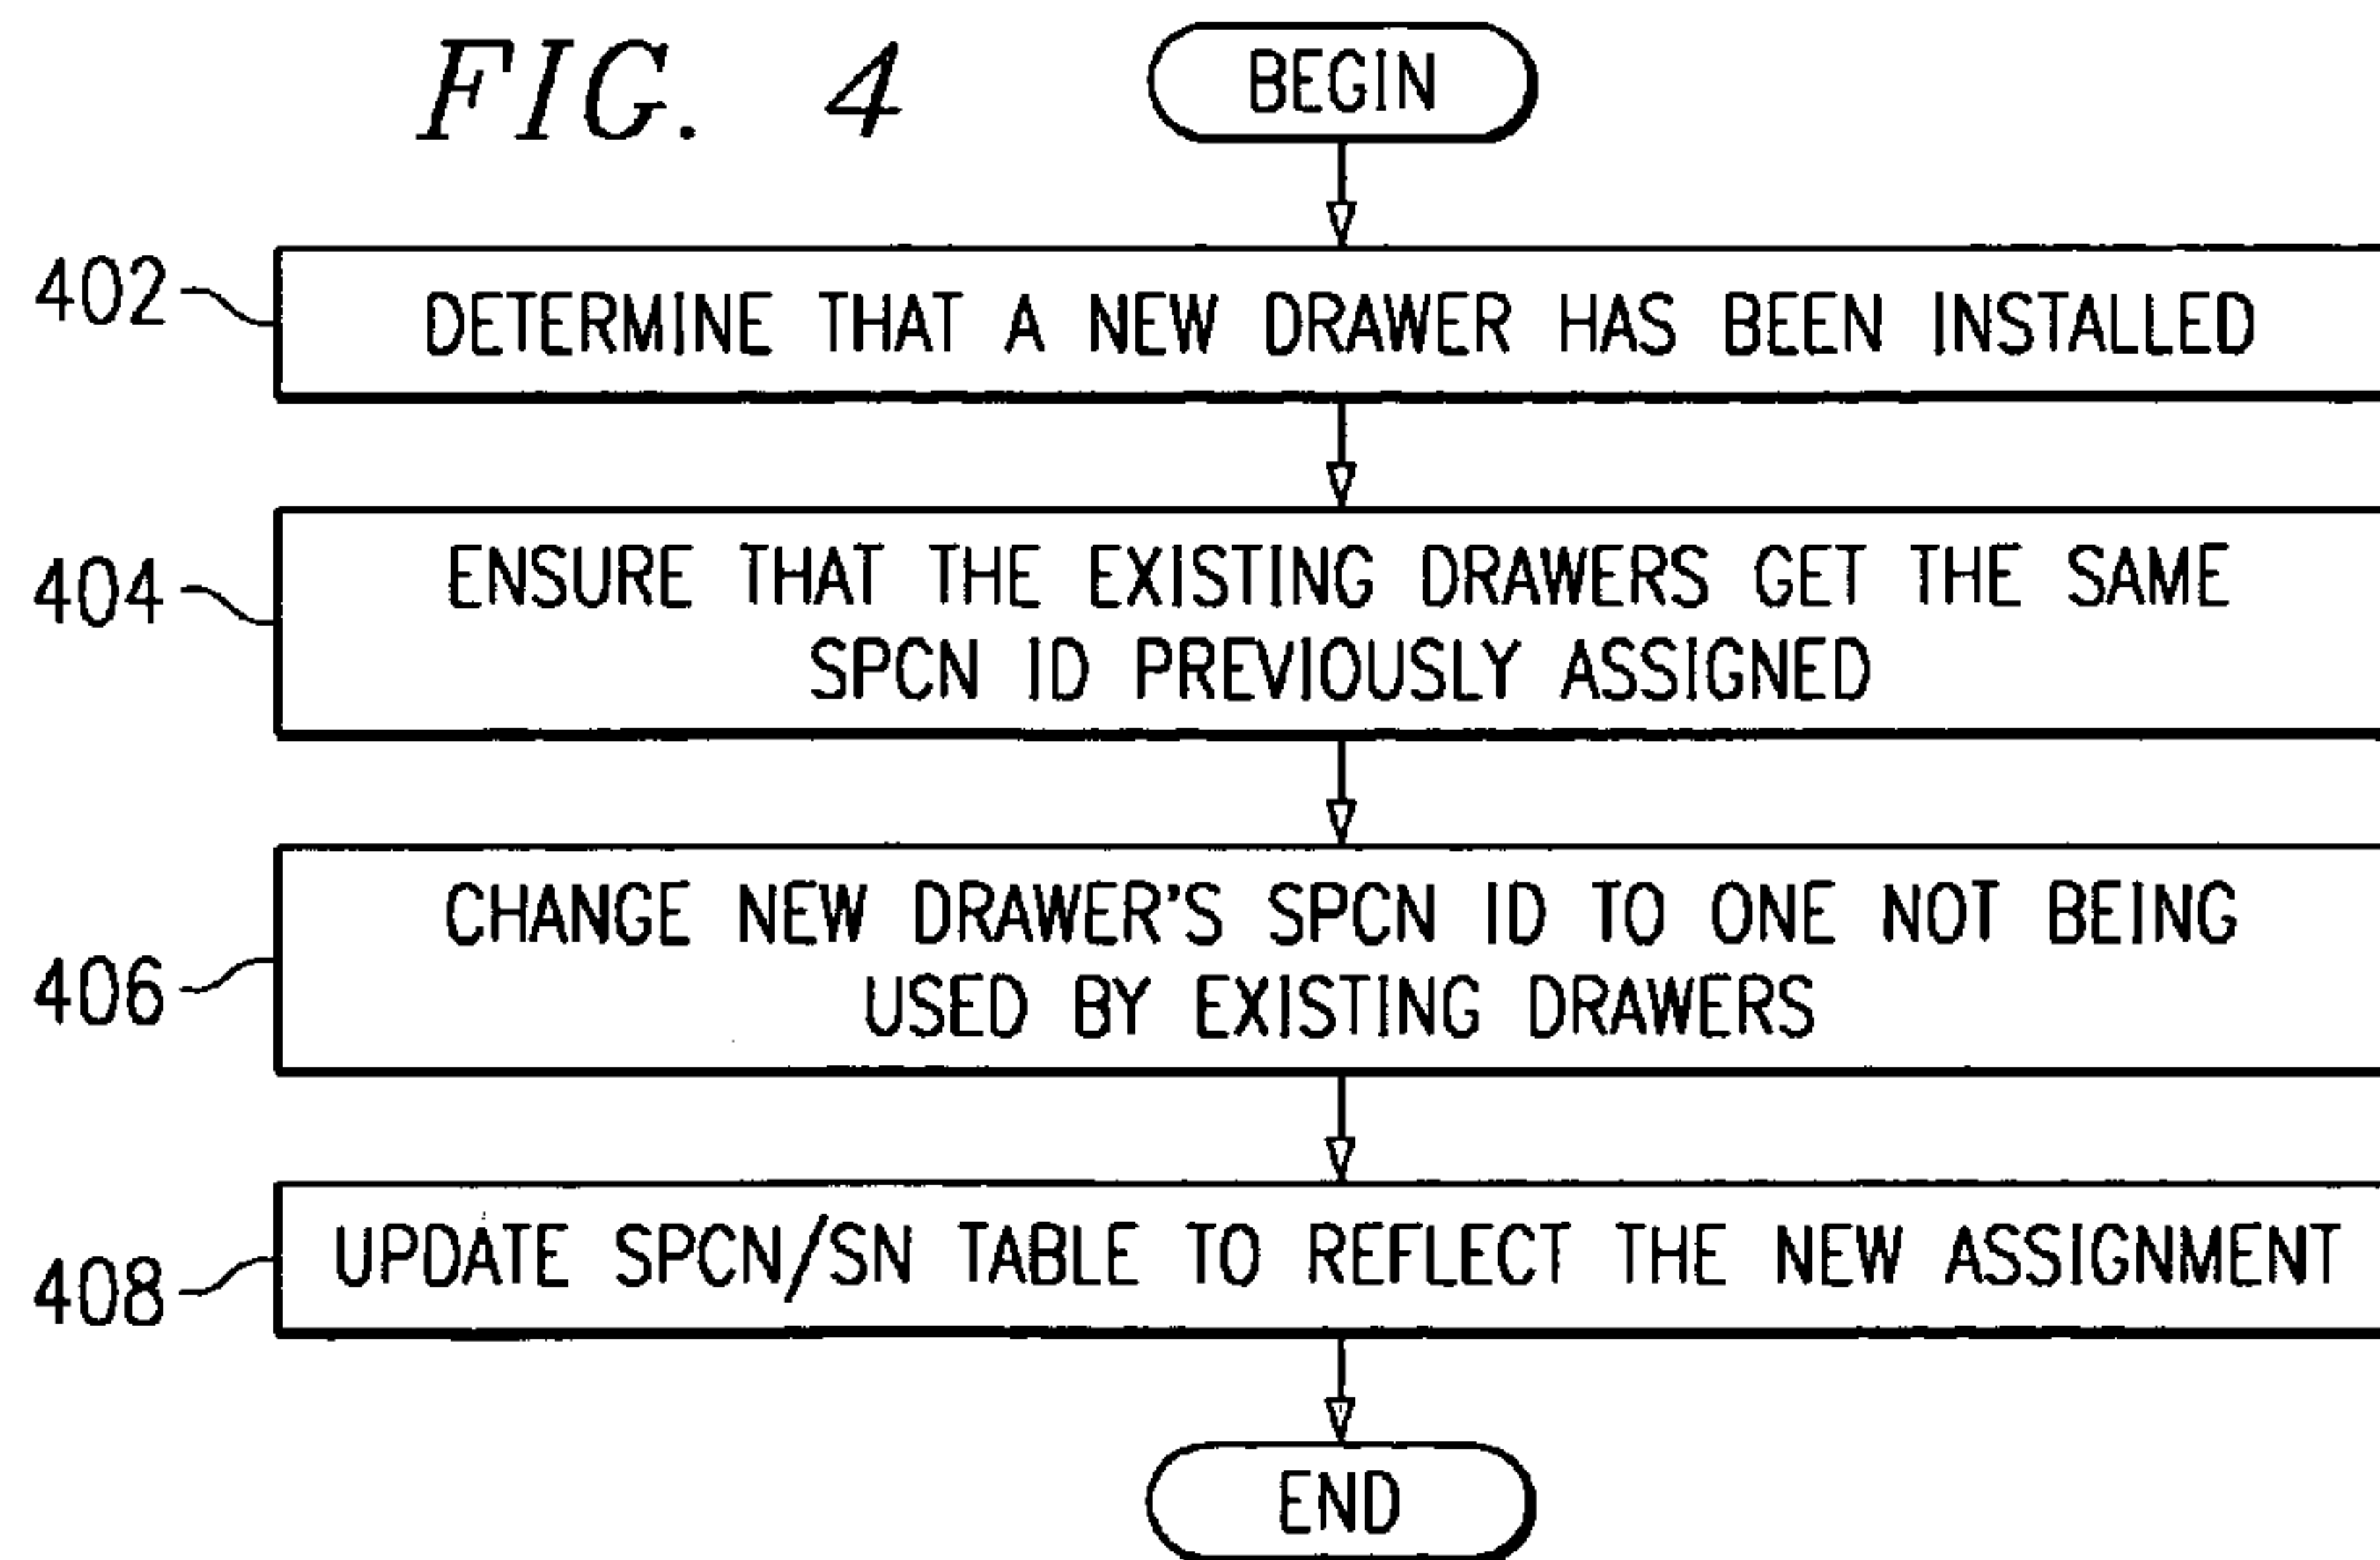 FIG. 4
BEGIN
402
DETERMINE THAT A NEW DRAWER HAS BEEN INSTALLED
404
ENSURE THAT THE EXISTING DRAWERS GET THE SAME
SPCN ID PREVIOUSLY ASSIGNED
406
CHANGE NEW DRAWER'S SPCN ID TO ONE NOT BEING
USED BY EXISTING DRAWERS
408
UPDATE SPCN/SN TABLE TO REFLECT THE NEW ASSIGNMENT
END